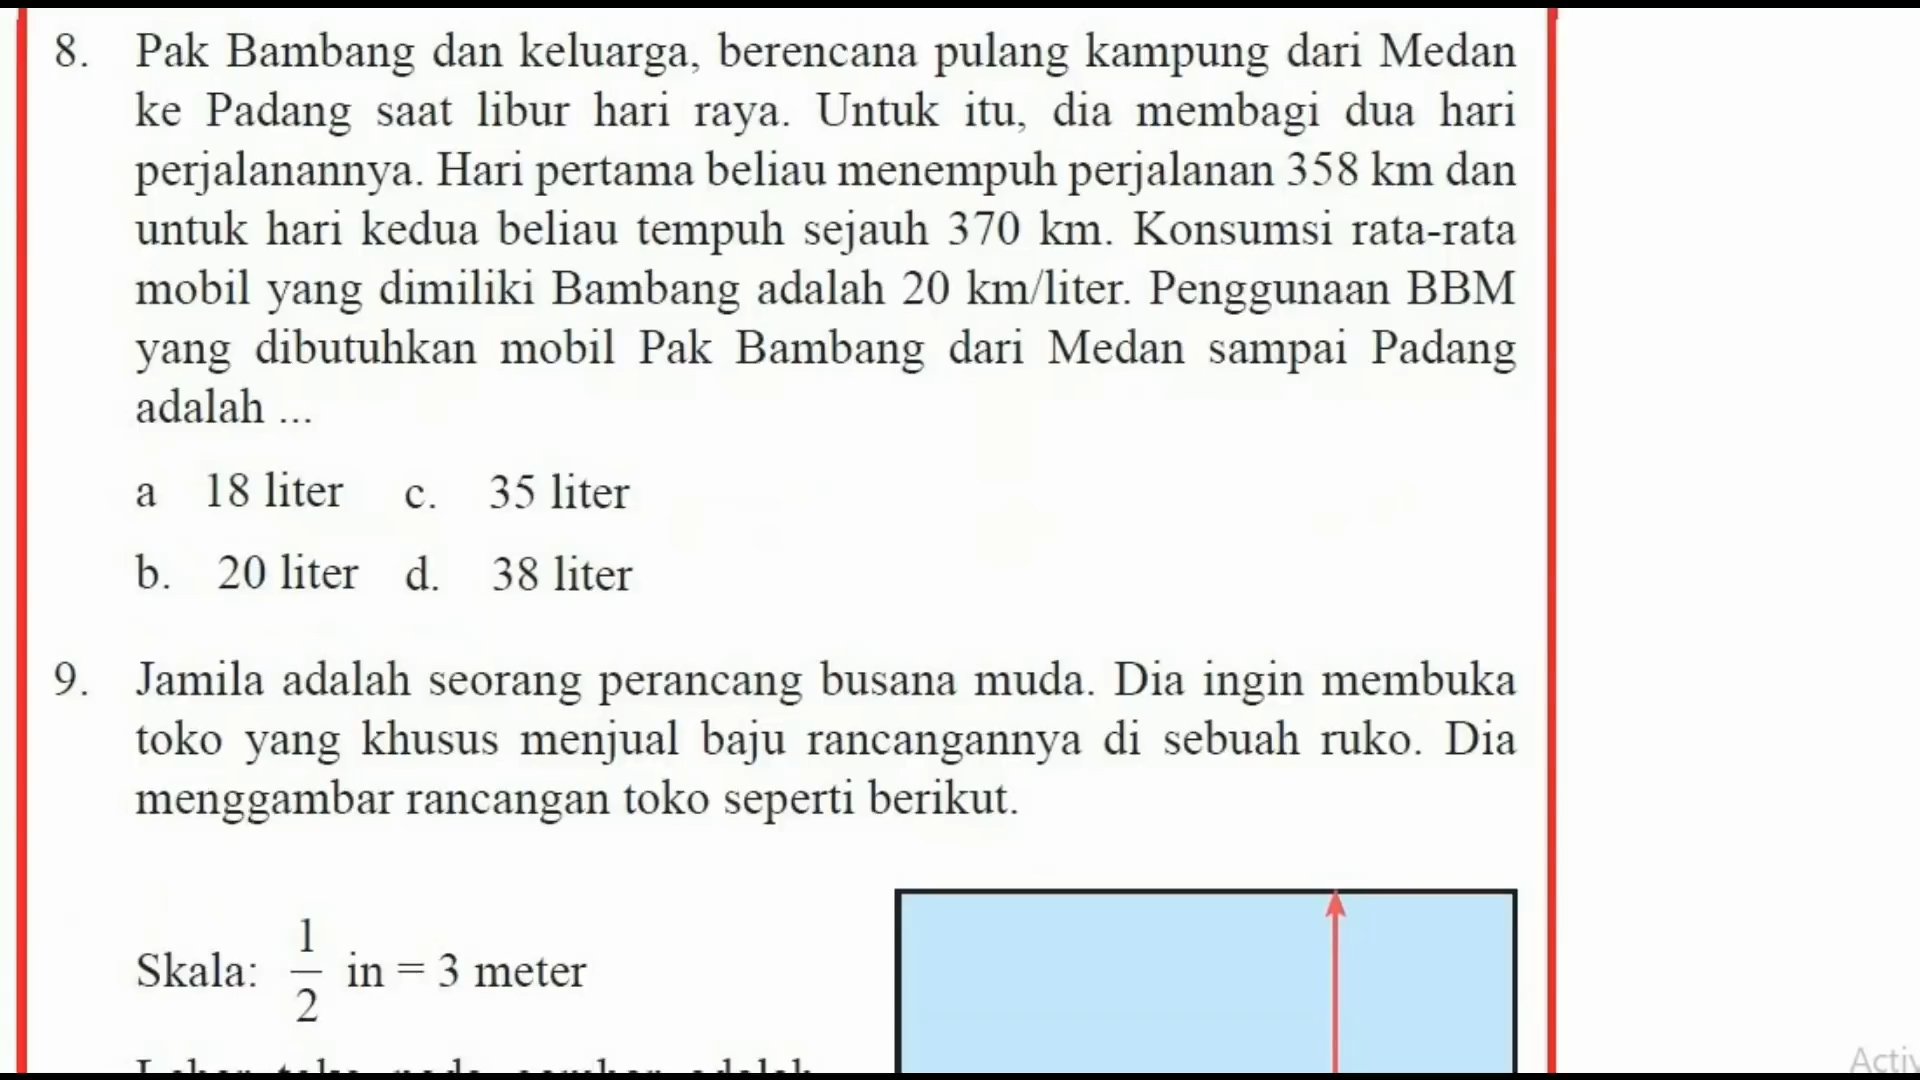 8. Pak Bambang dan keluarga, berencana pulang kampung dari Medan
ke Padang saat libur hari raya. Untuk itu, dia membagi dua hari
perjalanannya. Hari pertama beliau menempuh perjalanan 358 km dan
untuk hari kedua beliau tempuh sejauh 370 km. Konsumsi rata-rata
mobil yang dimiliki Bambang adalah 20 km/liter. Penggunaan BBM
yang dibutuhkan mobil Pak Bambang dari Medan sampai Padang
adalah ...
a 18 liter c. 35 liter
b. 20 liter d. 38 liter
9. Jamila adalah seorang perancang busana muda. Dia ingin membuka
toko yang khusus menjual baju rancangannya di sebuah ruko. Dia
menggambar rancangan toko seperti berikut.
Skala: 1/2 in = 3 meter